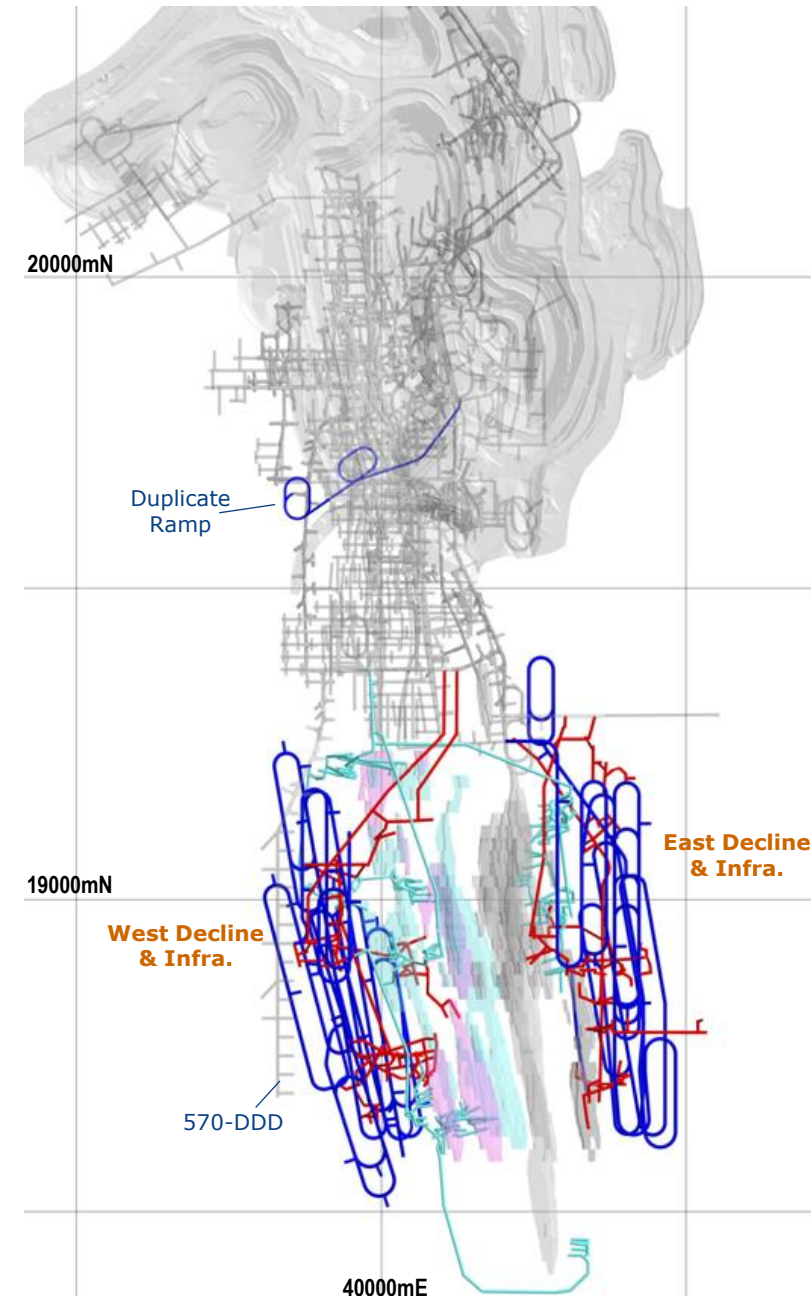 20000mN
Duplicate
Ramp
East Decline
& Infra.
19000mN
West Decline
& Infra.
570-DDD
40000mE